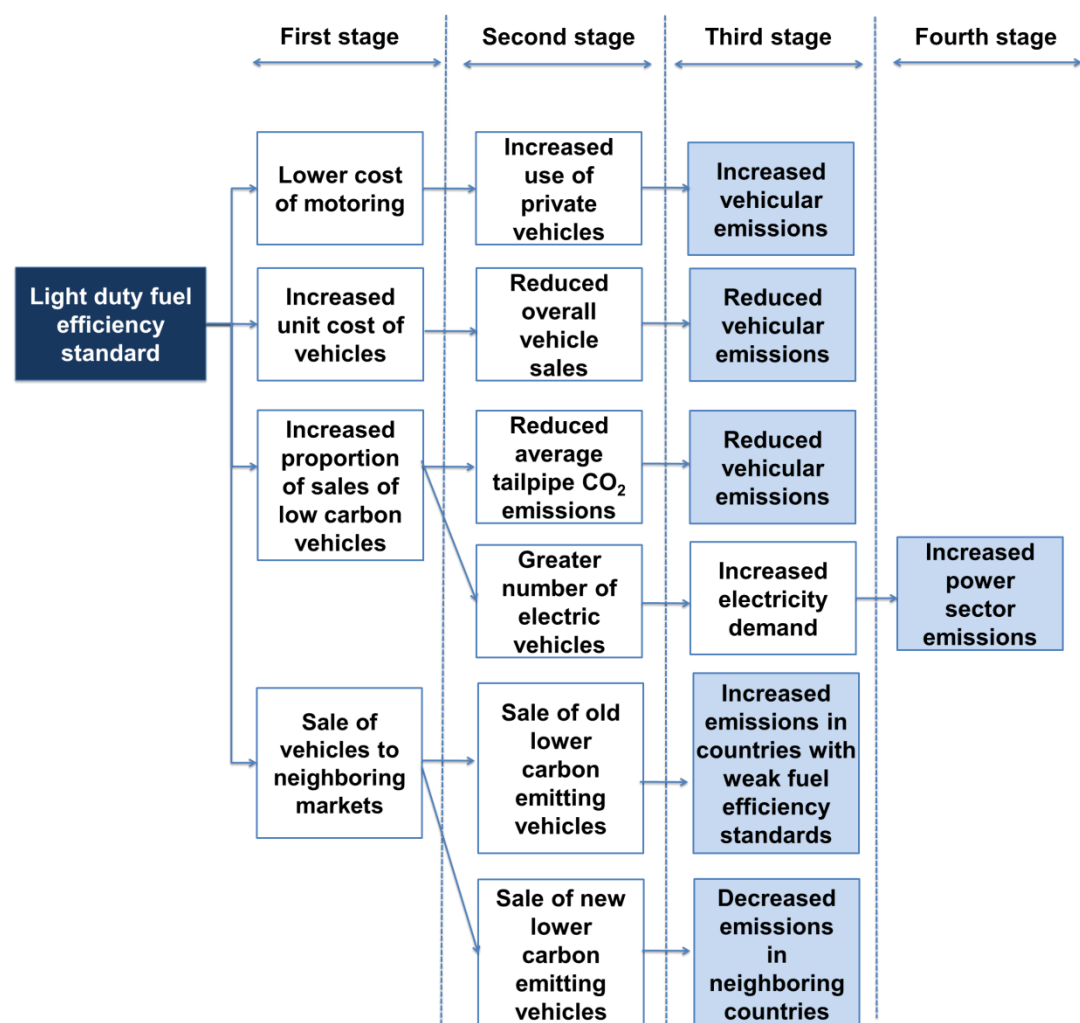 First stage
Second stage
Third stage
Fourth stage
Lower cost
of motoring
Increased
use of
private
vehicles
Increased
vehicular
emissions
Light duty fuel
efficiency
standard
Increased
unit cost of
vehicles
Reduced
overall
vehicle
sales
Reduced
vehicular
emissions
Increased
proportion
of sales of
low carbon
vehicles
Reduced
average
tailpipe CO₂
emissions
Reduced
vehicular
emissions
Greater
number of
electric
vehicles
Increased
electricity
demand
Increased
power
sector
emissions
Sale of
vehicles to
neighboring
markets
Sale of old
lower
carbon
emitting
vehicles
Increased
emissions in
countries with
weak fuel
efficiency
standards
Sale of new
lower
carbon
emitting
vehicles
Decreased
emissions
in
neighboring
countries